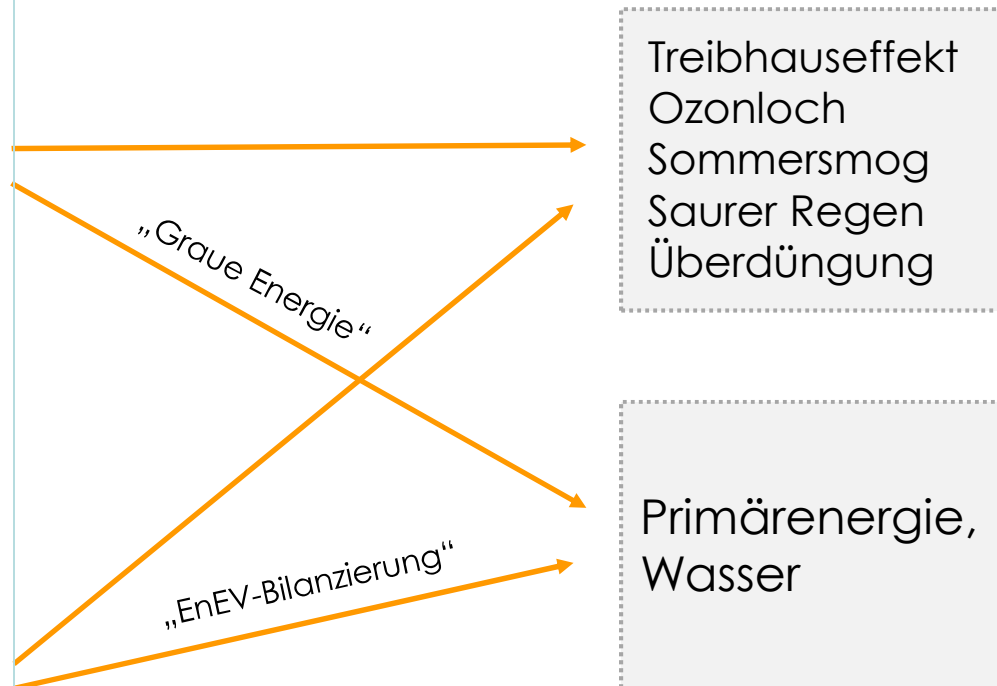 Treibhauseffekt
Ozonloch
Sommersmog
Saurer Regen
Überdüngung
„Graue Energie“
Primärenergie,
Wasser
„EnEV-Bilanzierung“